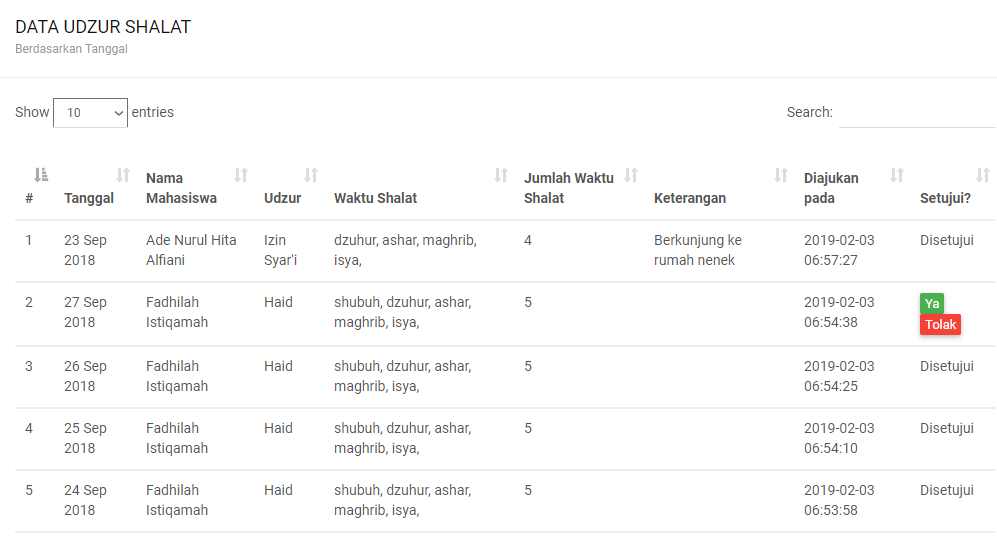 DATA UDZUR SHALAT
Berdasarkan Tanggal
Show 10 entries Search:
# Tanggal Nama Mahasiswa Udzur Waktu Shalat Jumlah Waktu Shalat Keterangan Diajukan pada Setujui?
1 23 Sep Ade Nurul Hita Izin dzuhur, ashar, maghrib, 4 Berkunjung ke 2019-02-03 Disetujui
2018 Alfiani Syar'i isya, rumah nenek 06:57:27
2 27 Sep Fadhilah Haid shubuh, dzuhur, ashar, 5 2019-02-03 Ya
2018 Istiqamah maghrib, isya, 06:54:38 Tolak
3 26 Sep Fadhilah Haid shubuh, dzuhur, ashar, 5 2019-02-03 Disetujui
2018 Istiqamah maghrib, isya, 06:54:25
4 25 Sep Fadhilah Haid shubuh, dzuhur, ashar, 5 2019-02-03 Disetujui
2018 Istiqamah maghrib, isya, 06:54:10
5 24 Sep Fadhilah Haid shubuh, dzuhur, ashar, 5 2019-02-03 Disetujui
2018 Istiqamah maghrib, isya, 06:53:58